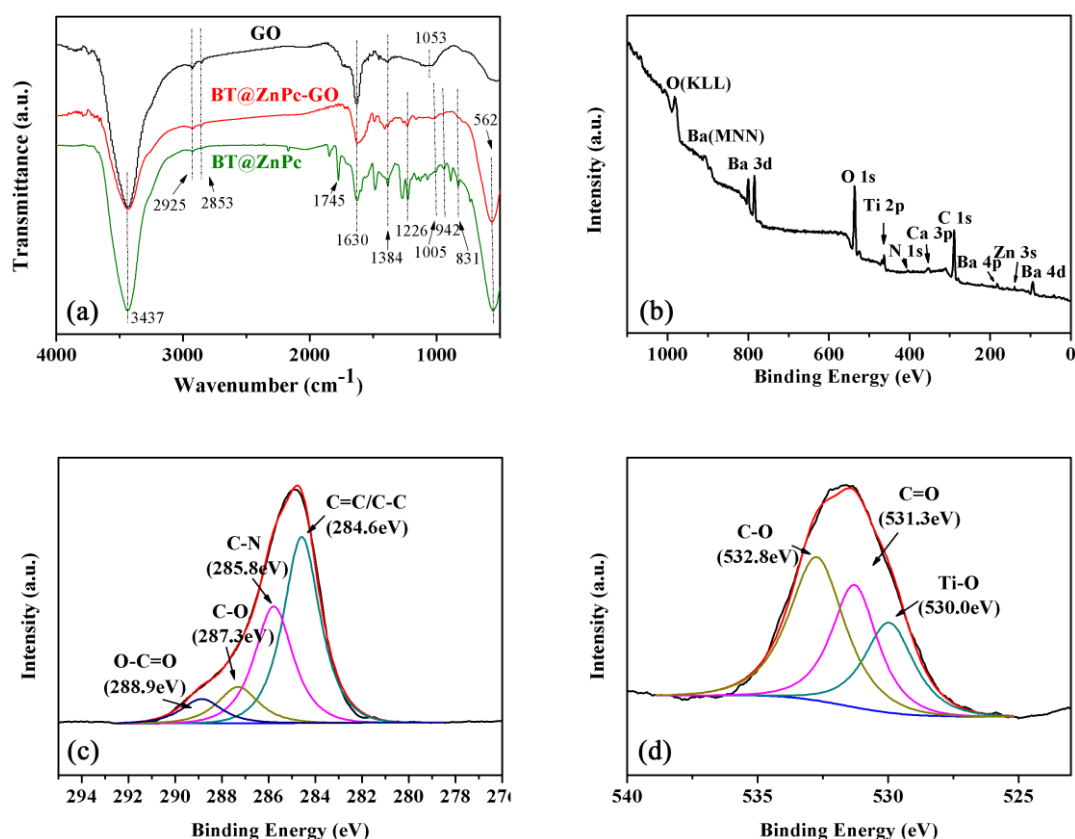 GO
1053
BT@ZnPc-GO
562
BT@ZnPc
2925
2853
1745
1630
1384
1226
1005
942
831
3437
(a)
Transmittance (a.u.)
4000
3000
2000
1000
Wavenumber (cm-1)
O(KLL)
Ba(MNN)
Ba 3d
O 1s
Ti 2p
N 1s
Ca 3p
C 1s
Ba 4p
Zn 3s
Ba 4d
(b)
Intensity (a.u.)
1000
800
600
400
200
0
Binding Energy (eV)
C=C/C-C
(284.6eV)
C-N
(285.8eV)
C-O
(287.3eV)
O-C=O
(288.9eV)
(c)
Intensity (a.u.)
294
292
290
288
286
284
282
280
278
276
Binding Energy (eV)
C=O
(531.3eV)
C-O
(532.8eV)
Ti-O
(530.0eV)
(d)
Intensity (a.u.)
540
535
530
525
Binding Energy (eV)